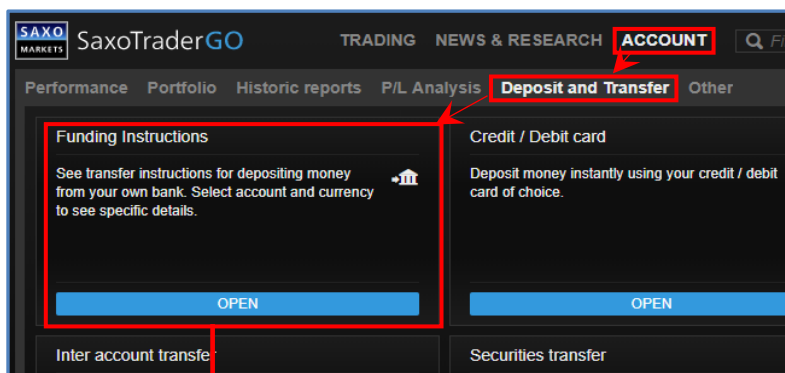 SAXO
MARKETS
SaxoTraderGO
TRADING NEWS & RESEARCH ACCOUNT
Performance Portfolio Historic reports P/L Analysis Deposit and Transfer Other
Funding Instructions
See transfer instructions for depositing money
from your own bank. Select account and currency
to see specific details.
OPEN
Credit / Debit card
Deposit money instantly using your credit / debit
card of choice.
OPEN
Inter account transfer
Securities transfer